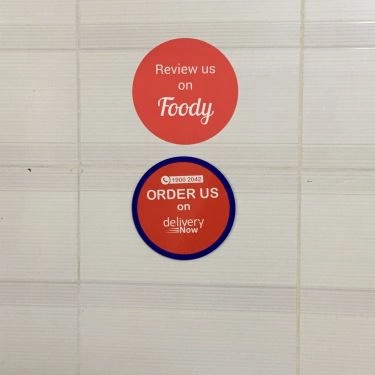 Review us
on
Foody
1900 2042
ORDER US
on
delivery
Now